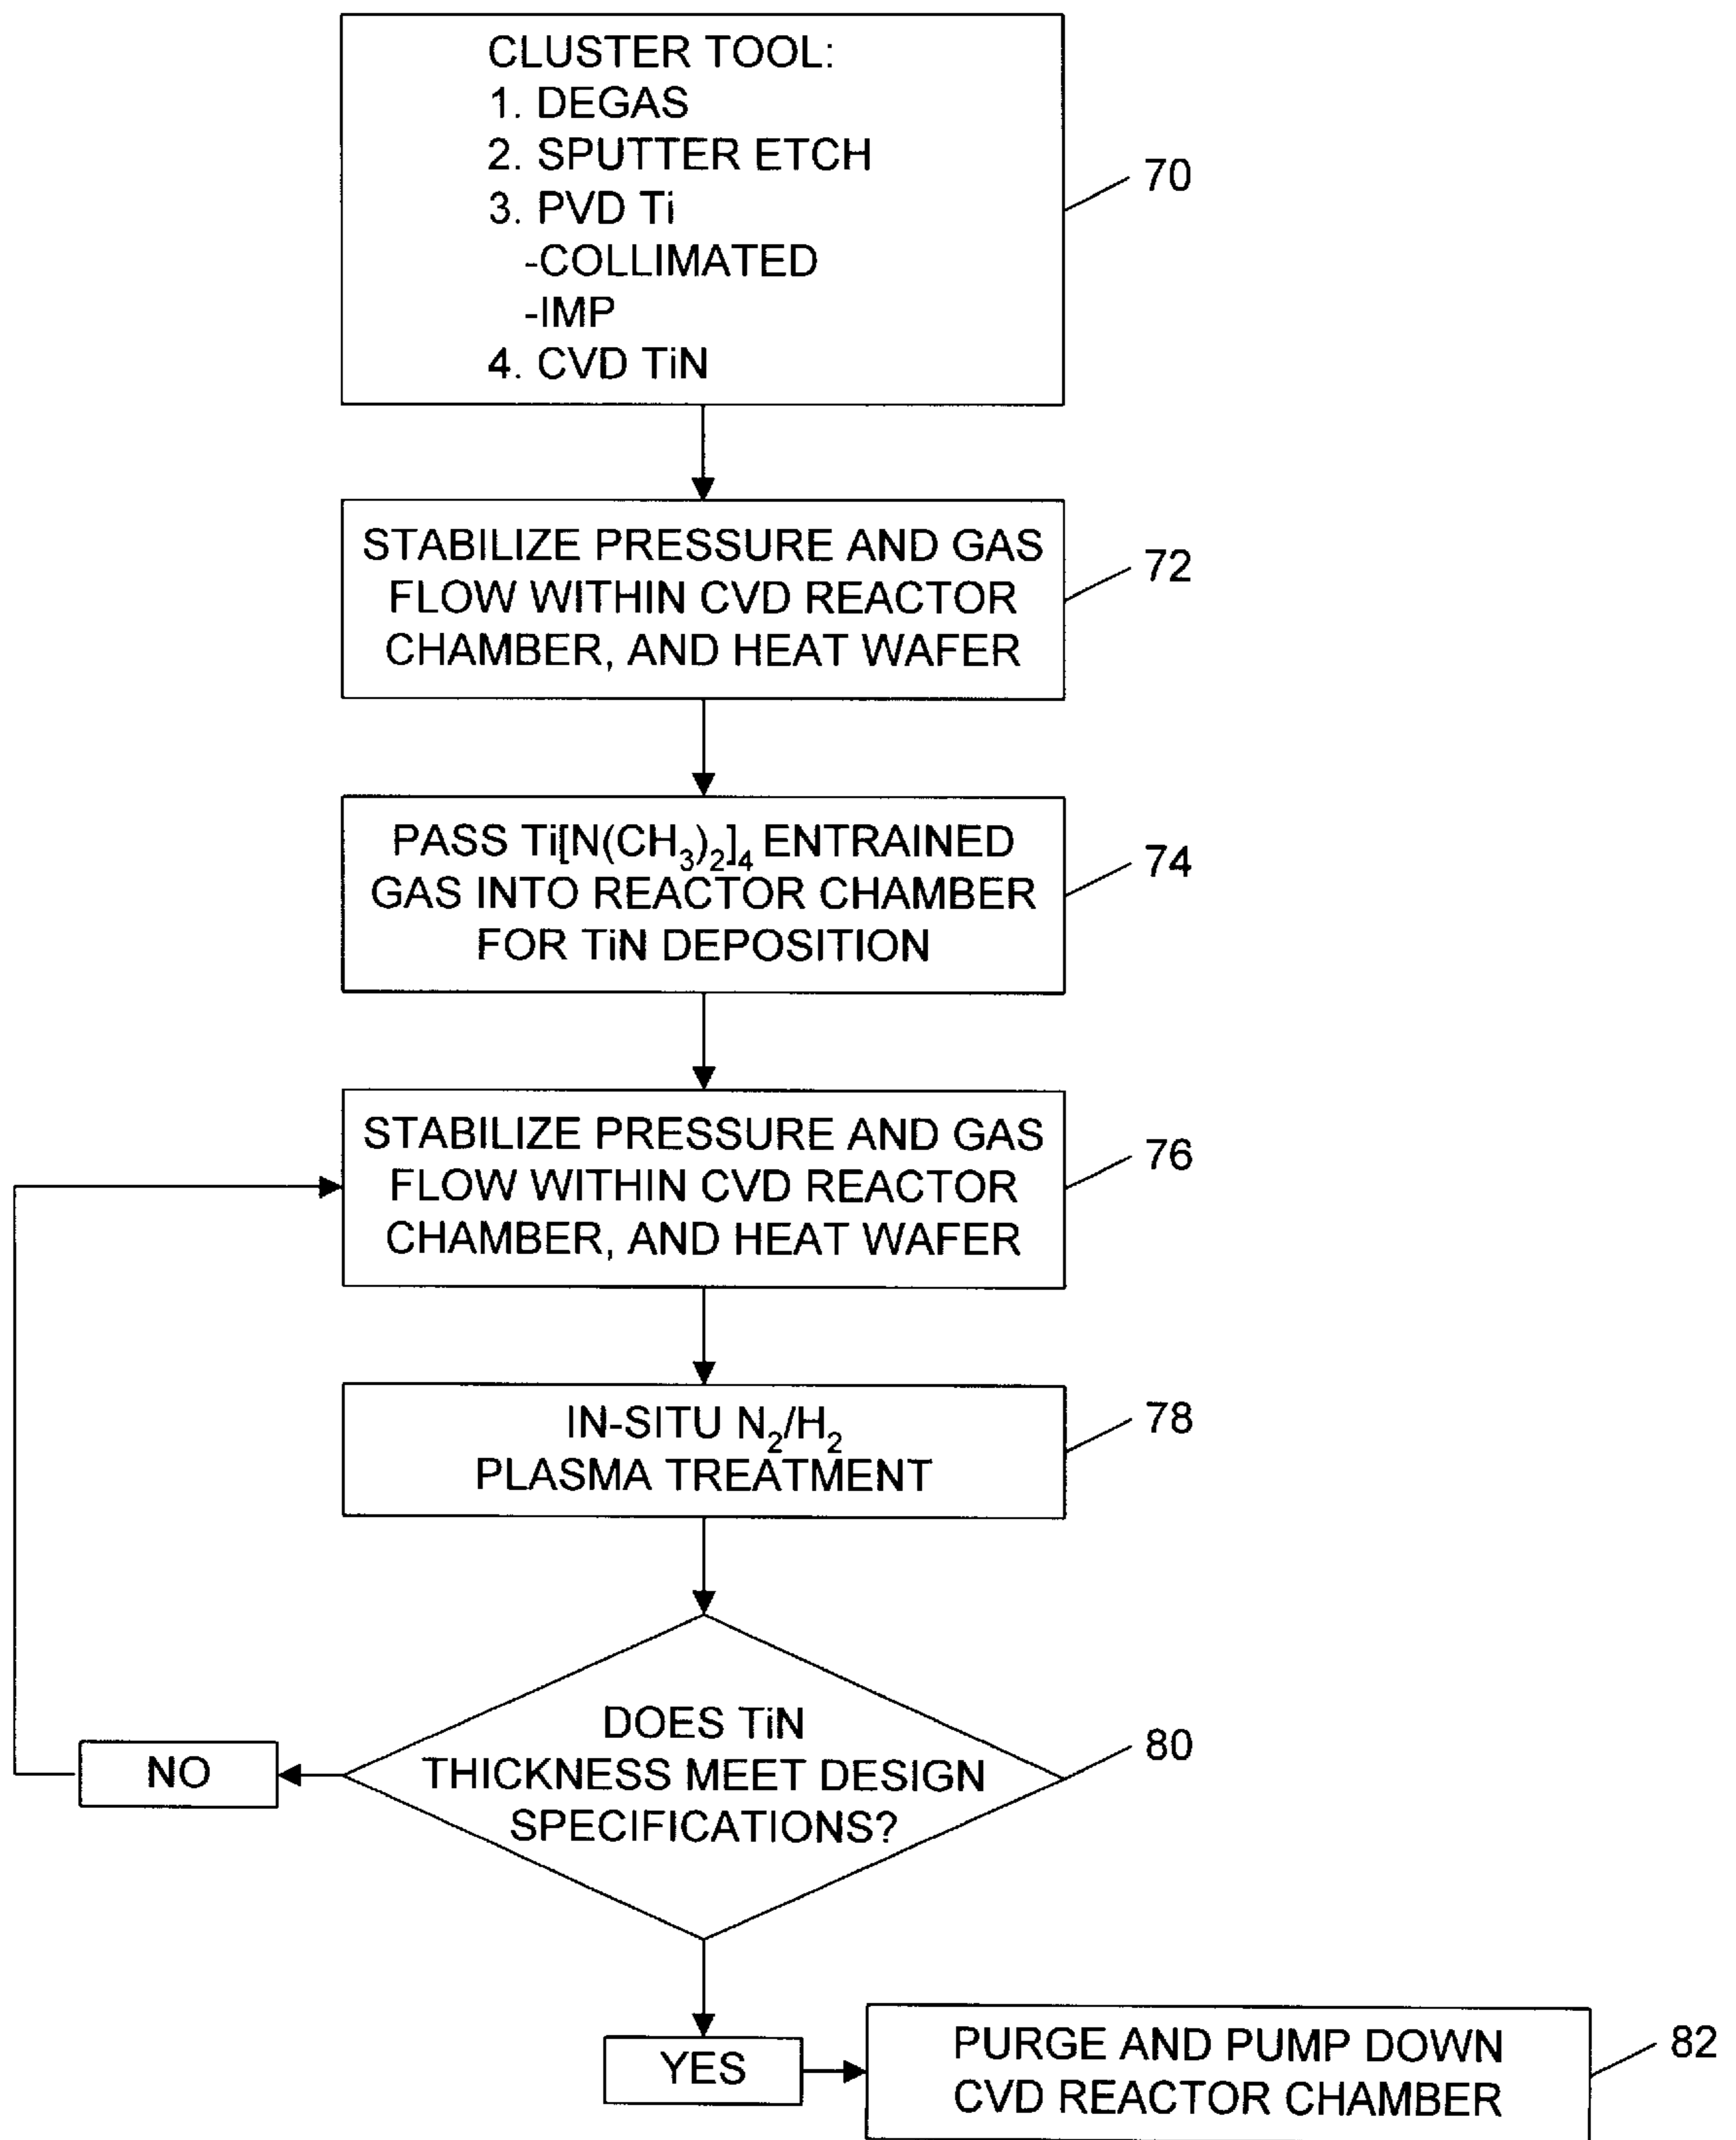 CLUSTER TOOL:
1. DEGAS
2. SPUTTER ETCH
3. PVD Ti
-COLLIMATED
-IMP
4. CVD TiN
70
STABILIZE PRESSURE AND GAS
FLOW WITHIN CVD REACTOR
CHAMBER, AND HEAT WAFER
72
PASS Ti[N(CH₃)₂]₄ ENTRAINED
GAS INTO REACTOR CHAMBER
FOR TiN DEPOSITION
74
STABILIZE PRESSURE AND GAS
FLOW WITHIN CVD REACTOR
CHAMBER, AND HEAT WAFER
76
IN-SITU N₂/H₂
PLASMA TREATMENT
78
DOES TiN
THICKNESS MEET DESIGN
SPECIFICATIONS?
80
NO
YES
PURGE AND PUMP DOWN
CVD REACTOR CHAMBER
82